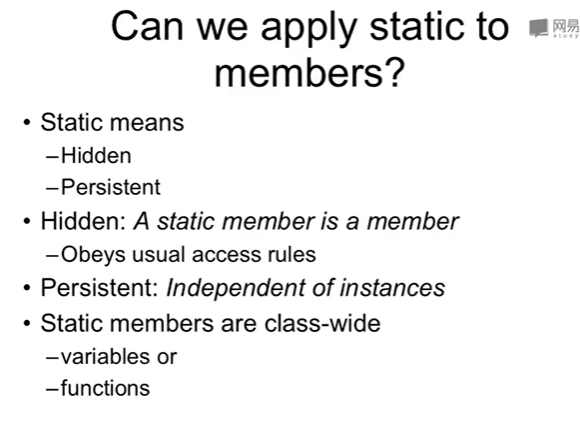 Can we apply static to
members?
网易
study
• Static means
–Hidden
–Persistent
• Hidden: A static member is a member
–Obeys usual access rules
• Persistent: Independent of instances
• Static members are class-wide
–variables or
–functions